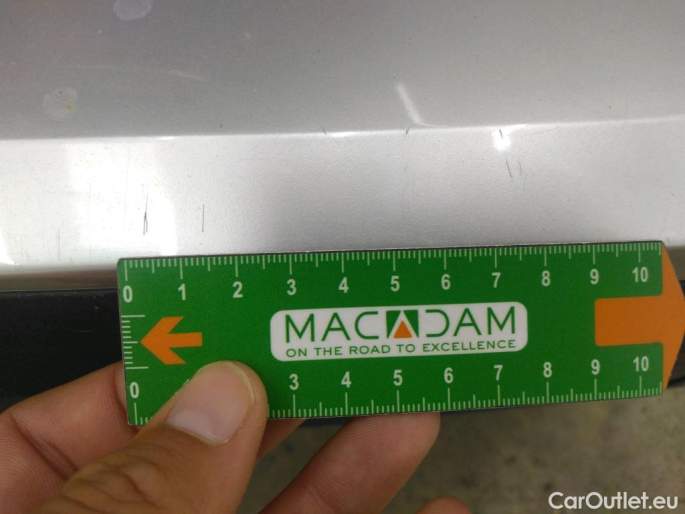 0 1 2 3 4 5 6 7 8 9 10
MACADAM
ON THE ROAD TO EXCELLENCE
0 3 4 5 6 7 8 9 10
CarOutlet.eu